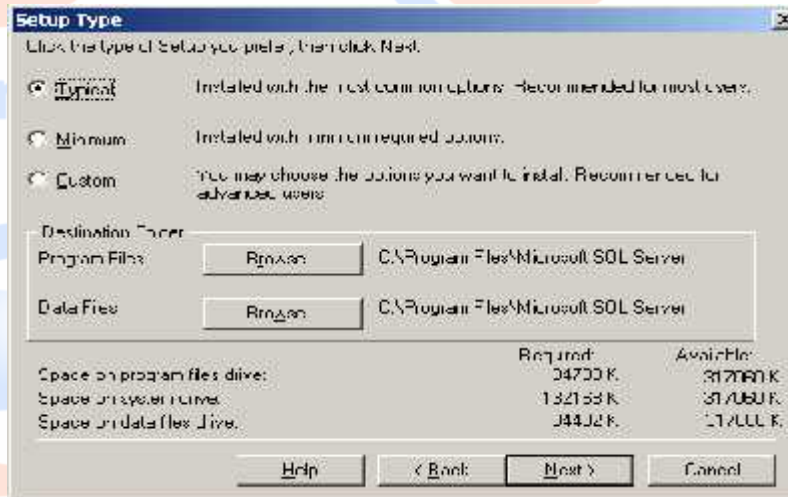 Setup Type
Click the type of Setup you prefer, then click Next.
Typical Installed with the most common options. Recommended for most users.
Minimum Installed with minimum required options.
Custom You may choose the options you want to install. Recommended for
advanced users.
Destination Folder
Program Files Browse C:\Program Files\Microsoft SQL Server
Data Files Browse C:\Program Files\Microsoft SQL Server
Required: Available:
Space on program files drive: K K
Space on system drive: K K
Space on data files drive: K K
Help < Back Next > Cancel